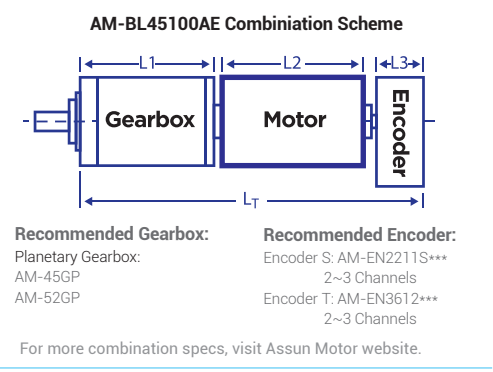 AM-BL45100AE Combiniation Scheme
L1 L2 L3
Gearbox Motor Encoder
LT
Recommended Gearbox:
Planetary Gearbox:
AM-45GP
AM-52GP
Recommended Encoder:
Encoder S: AM-EN2211S***
2~3 Channels
Encoder T: AM-EN3612***
2~3 Channels
For more combination specs, visit Assun Motor website.